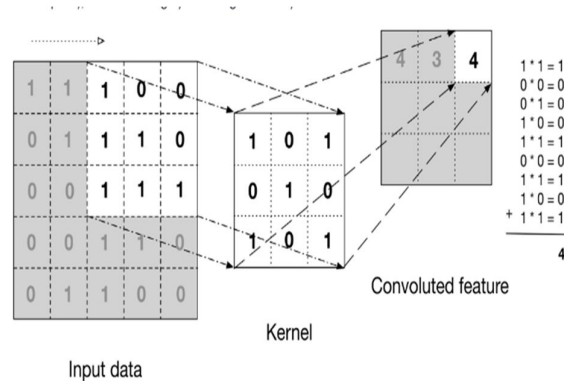 1 1 1 0 0
0 1 1 1 0
0 0 1 1 1
0 0 1 1 0
0 1 1 0 0
Input data
1 0 1
0 1 0
1 0 1
Kernel
4 3 4
Convoluted feature
1*1=1
0*0=0
0*1=0
1*0=0
1*1=1
0*0=0
1*1=1
1*0=0
+ 1*1=1
4